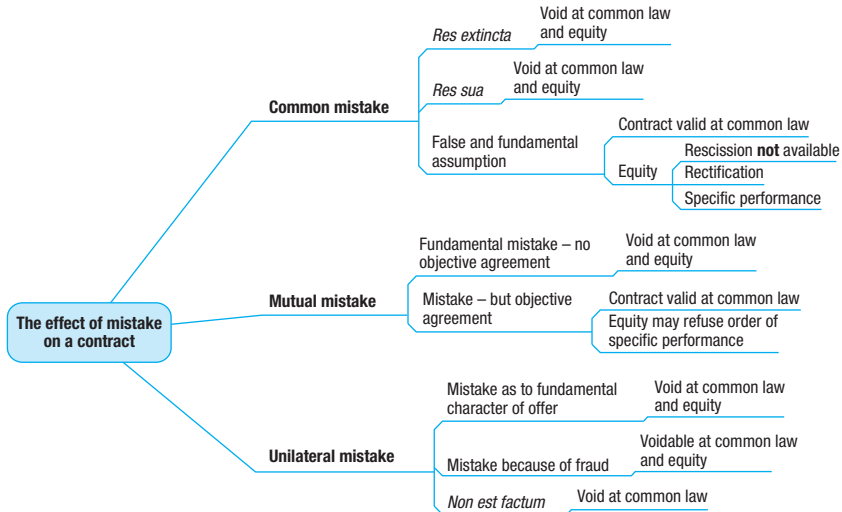 The effect of mistake
on a contract
Common mistake
Res extincta
Void at common law
and equity
Res sua
Void at common law
and equity
False and fundamental
assumption
Contract valid at common law
Equity
Rescission not available
Rectification
Specific performance
Mutual mistake
Fundamental mistake – no
objective agreement
Void at common law
and equity
Mistake – but objective
agreement
Contract valid at common law
Equity may refuse order of
specific performance
Unilateral mistake
Mistake as to fundamental
character of offer
Void at common law
and equity
Mistake because of fraud
Voidable at common law
and equity
Non est factum
Void at common law